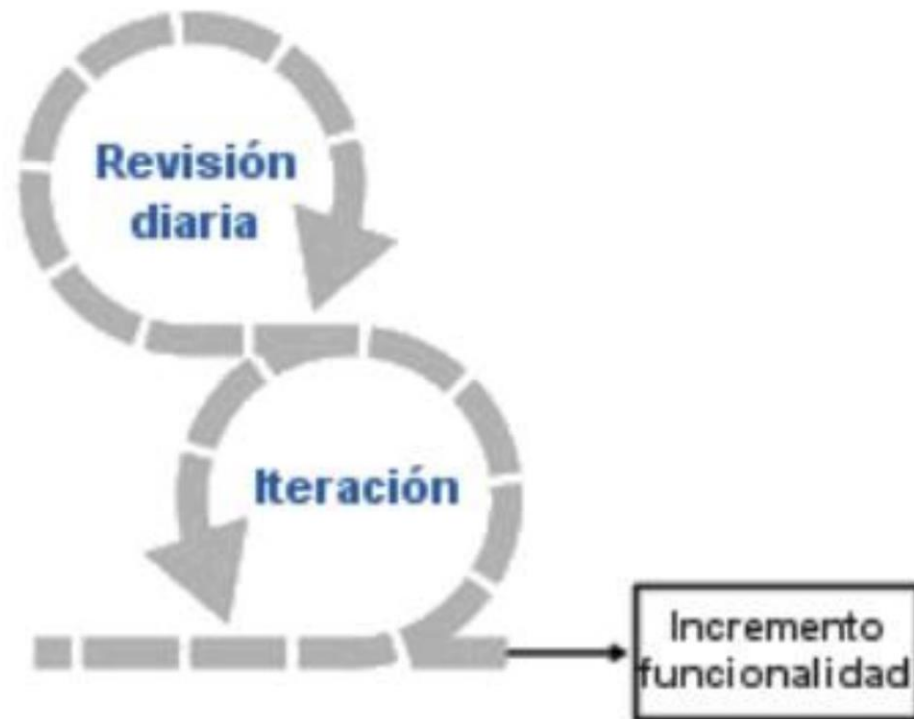 Revisión
diaria
Iteración
Incremento
funcionalidad